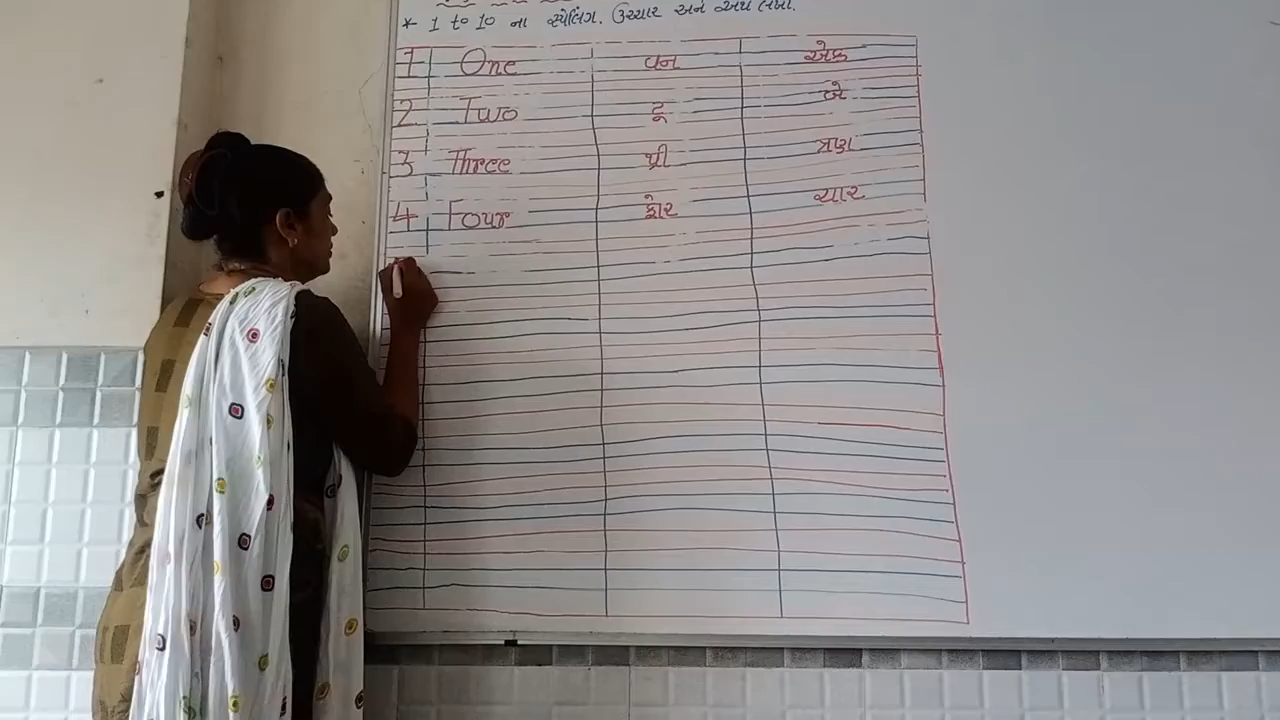 * 1 to 10 ના સ્પેલિંગ. ઉચ્ચાર અને અર્થ લખો.
1 One વન એક
2 Two ટૂ બે
3 Three થ્રી ત્રણ
4 Four ફોર ચાર